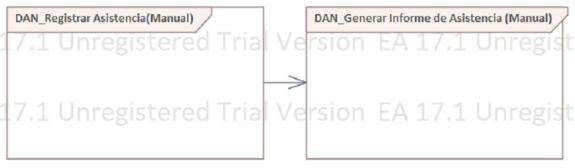 DAN_Registrar Asistencia(Manual)
DAN_Generar Informe de Asistencia (Manual)
17.1 Unregistered Trial Version EA 17.1 Unregist
17.1 Unregistered Trial Version EA 17.1 Unregist